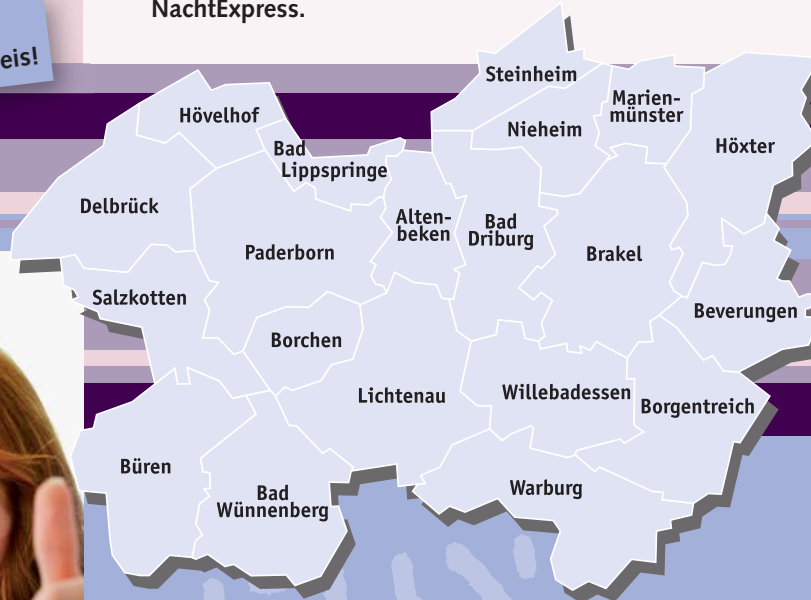 NachtExpress.
eis!
Steinheim
Marien-
münster
Hövelhof
Nieheim
Höxter
Bad
Lippspringe
Delbrück
Alten-
beken
Bad
Driburg
Paderborn
Brakel
Salzkotten
Beverungen
Borchen
Lichtenau
Willebadessen
Borgentreich
Büren
Warburg
Bad
Wünnenberg